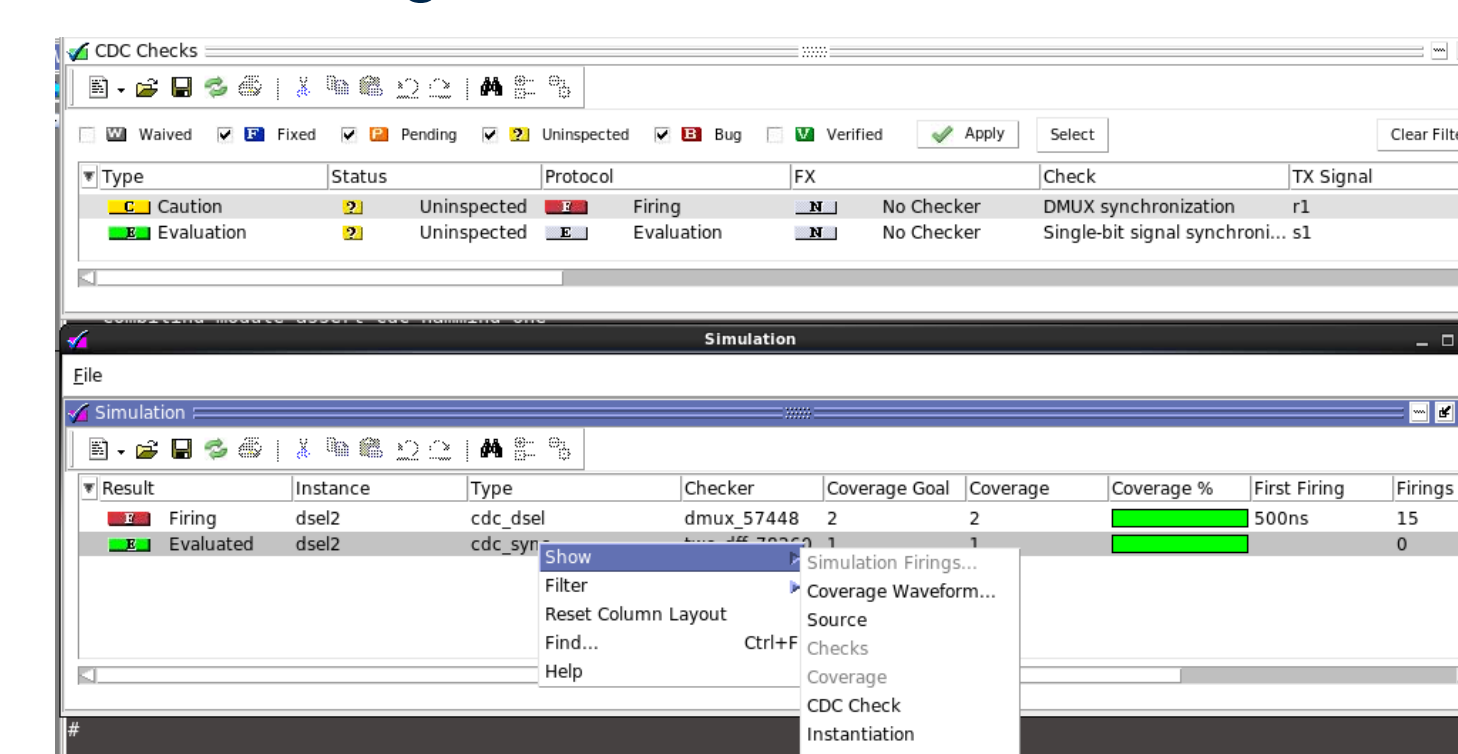 CDC Checks
W Waived F Fixed P Pending ? Uninspected B Bug V Verified Apply Select Clear Filte
Type Status Protocol FX Check TX Signal
C Caution ? Uninspected F Firing N No Checker DMUX synchronization r1
E Evaluation ? Uninspected E Evaluation N No Checker Single-bit signal synchroni... s1
Simulation
File
Simulation
Result Instance Type Checker Coverage Goal Coverage Coverage % First Firing Firings
F Firing dsel2 cdc_dsel dmux_57448 2 2 500ns 15
E Evaluated dsel2 cdc_sync 1 1 0
Show
Filter
Reset Column Layout
Find... Ctrl+F
Help
Simulation Firings...
Coverage Waveform...
Source
Checks
Coverage
CDC Check
Instantiation
#